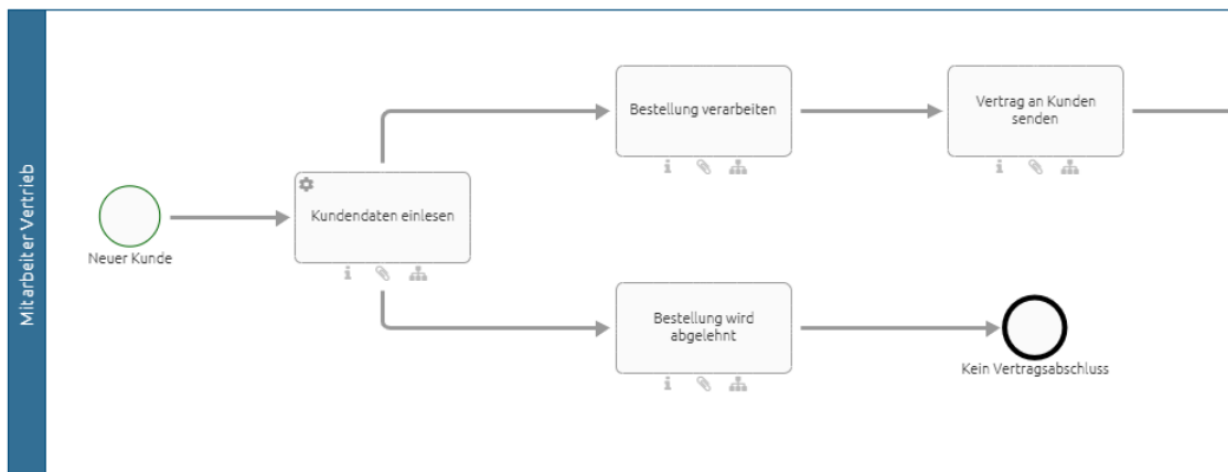 Mitarbeiter Vertrieb
Neuer Kunde
Kundendaten einlesen
Bestellung verarbeiten
Vertrag an Kunden
senden
Bestellung wird
abgelehnt
Kein Vertragsabschluss